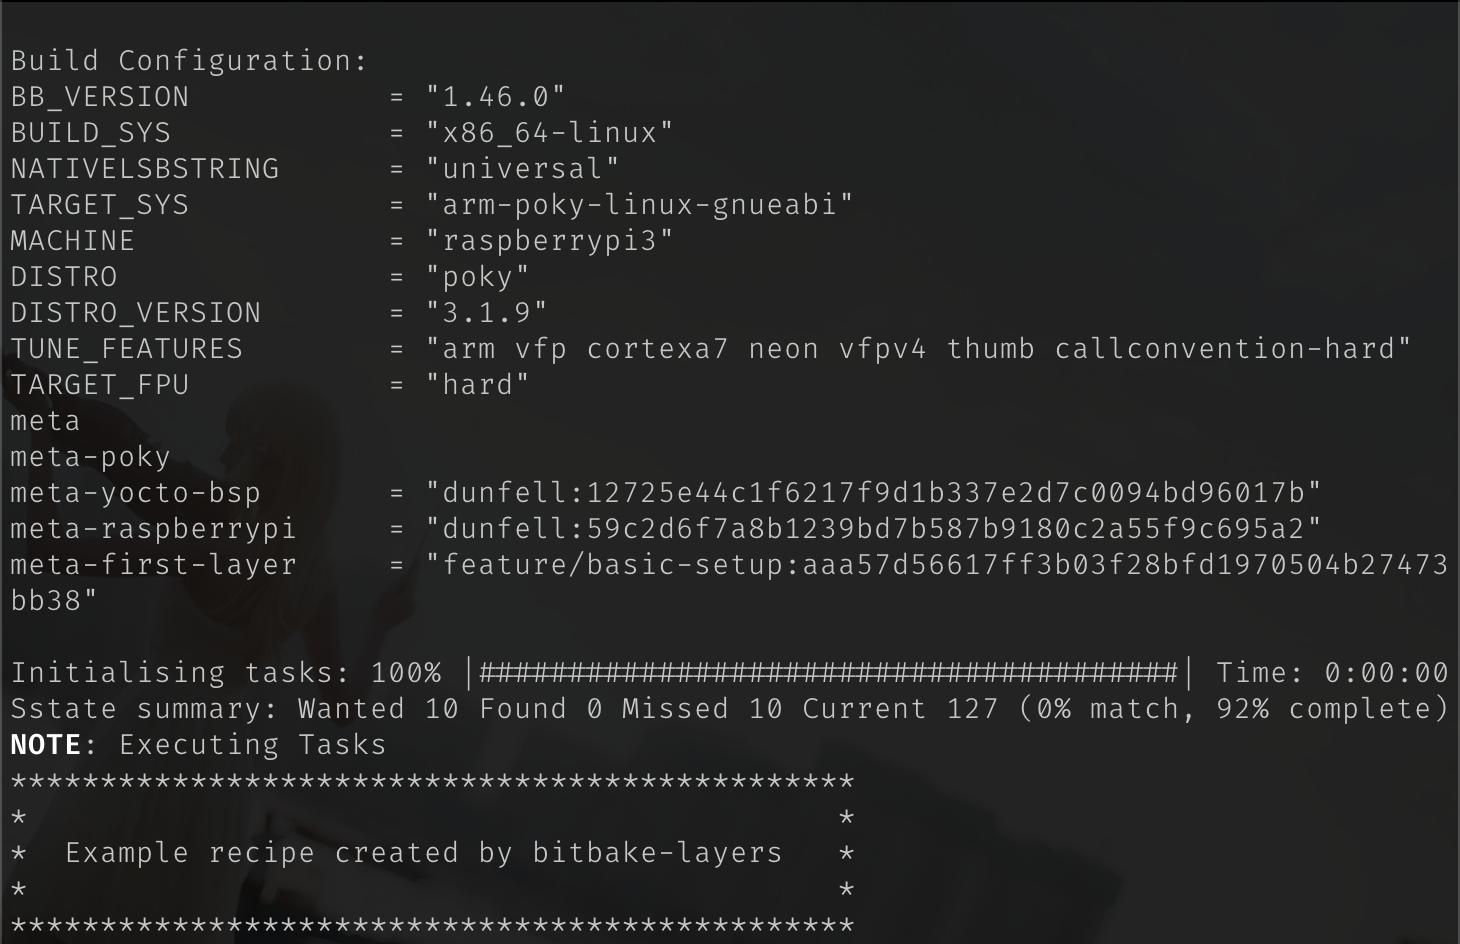 Build Configuration:
BB_VERSION           = "1.46.0"
BUILD_SYS            = "x86_64-linux"
NATIVELSBSTRING      = "universal"
TARGET_SYS           = "arm-poky-linux-gnueabi"
MACHINE              = "raspberrypi3"
DISTRO               = "poky"
DISTRO_VERSION       = "3.1.9"
TUNE_FEATURES        = "arm vfp cortexa7 neon vfpv4 thumb callconvention-hard"
TARGET_FPU           = "hard"
meta
meta-poky
meta-yocto-bsp       = "dunfell:12725e44c1f6217f9d1b337e2d7c0094bd96017b"
meta-raspberrypi     = "dunfell:59c2d6f7a8b1239bd7b587b9180c2a55f9c695a2"
meta-first-layer     = "feature/basic-setup:aaa57d56617ff3b03f28bfd1970504b27473
bb38"

Initialising tasks: 100% |#######################################| Time: 0:00:00
Sstate summary: Wanted 10 Found 0 Missed 10 Current 127 (0% match, 92% complete)
NOTE: Executing Tasks
***********************************************
*                                             *
*  Example recipe created by bitbake-layers   *
*                                             *
***********************************************